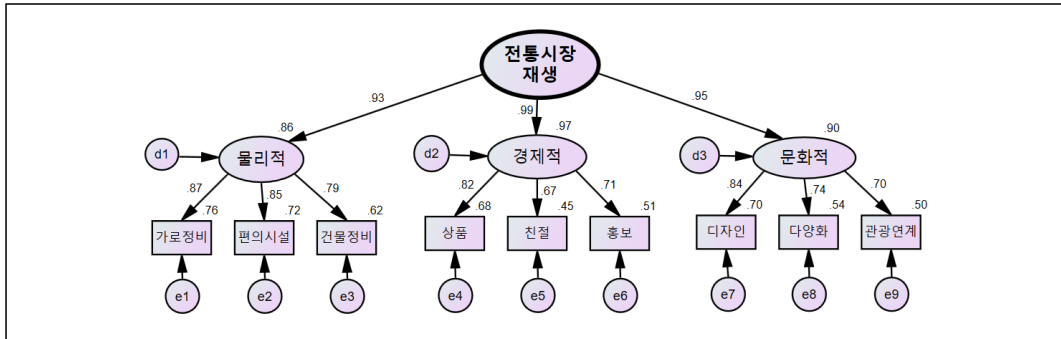 전통시장
재생
.93
.99
.95
.86
.97
.90
d1
물리적
d2
경제적
d3
문화적
.87
.85
.79
.82
.67
.71
.84
.74
.70
.76
.72
.62
.68
.45
.51
.70
.54
.50
가로정비
편의시설
건물정비
상품
친절
홍보
디자인
다양화
관광연계
e1
e2
e3
e4
e5
e6
e7
e8
e9